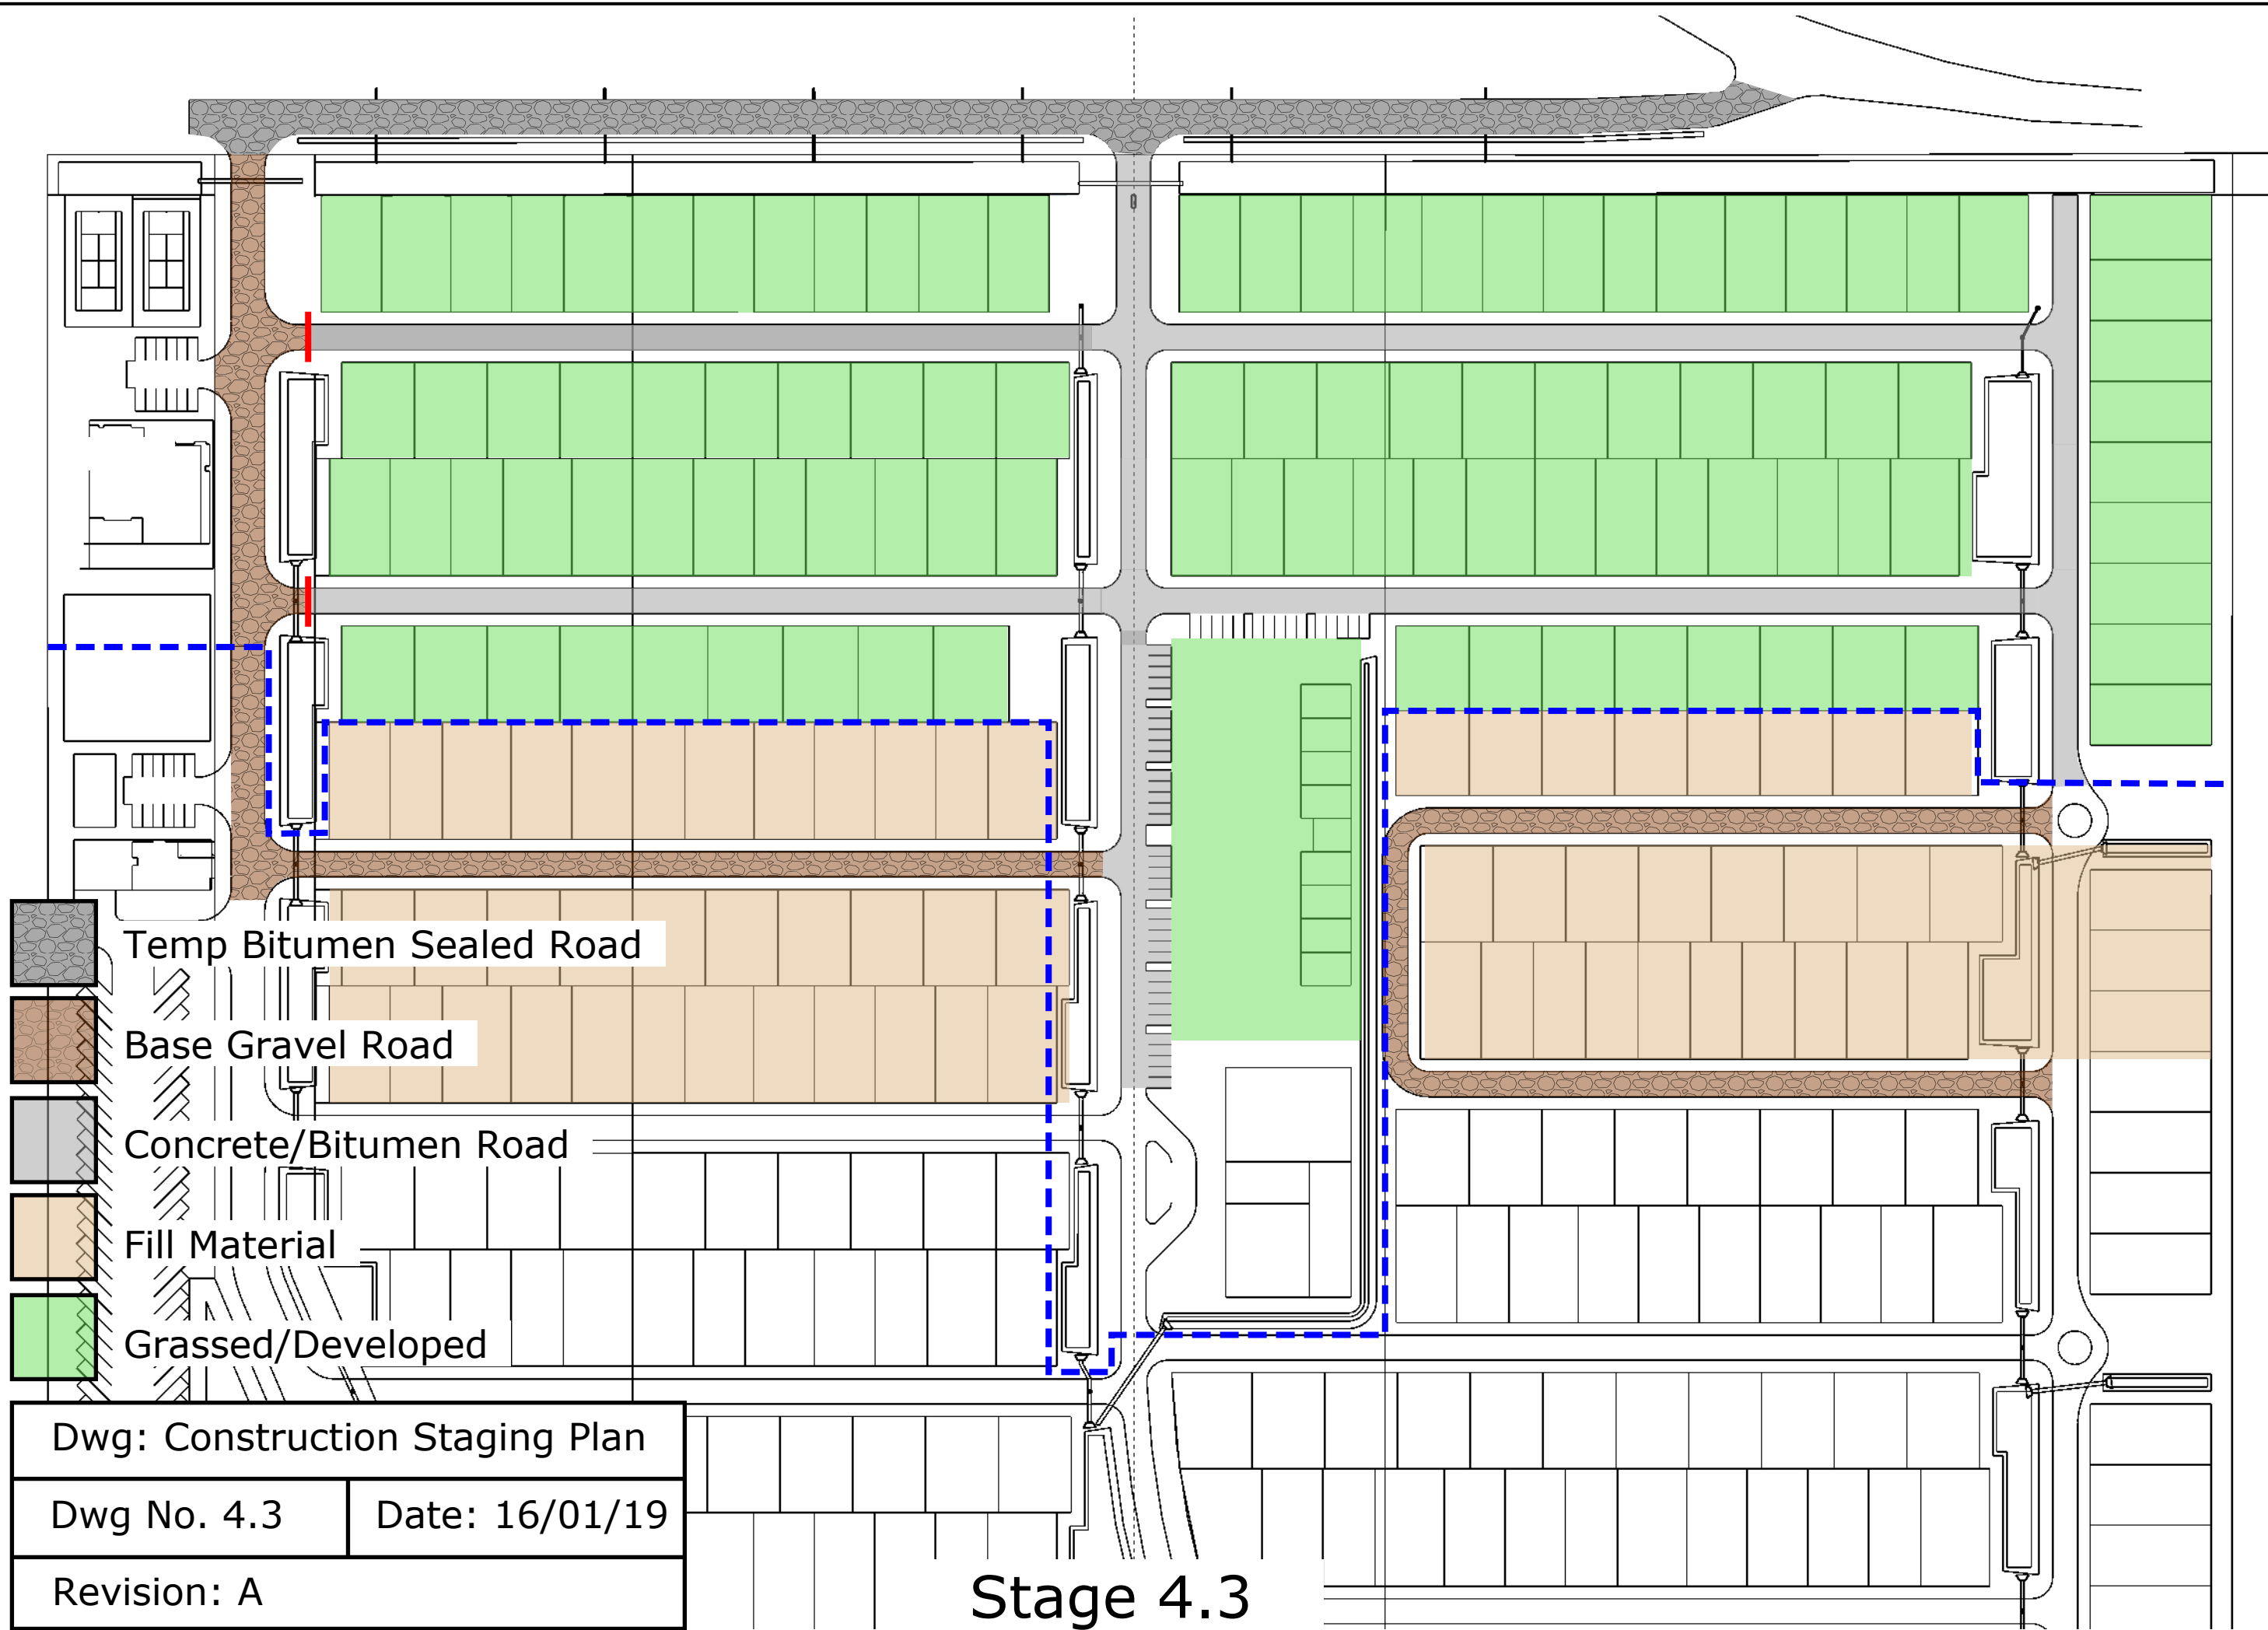 Temp Bitumen Sealed Road
Base Gravel Road
Concrete/Bitumen Road
Fill Material
Grassed/Developed
Dwg: Construction Staging Plan
Dwg No. 4.3
Date: 16/01/19
Revision: A
Stage 4.3